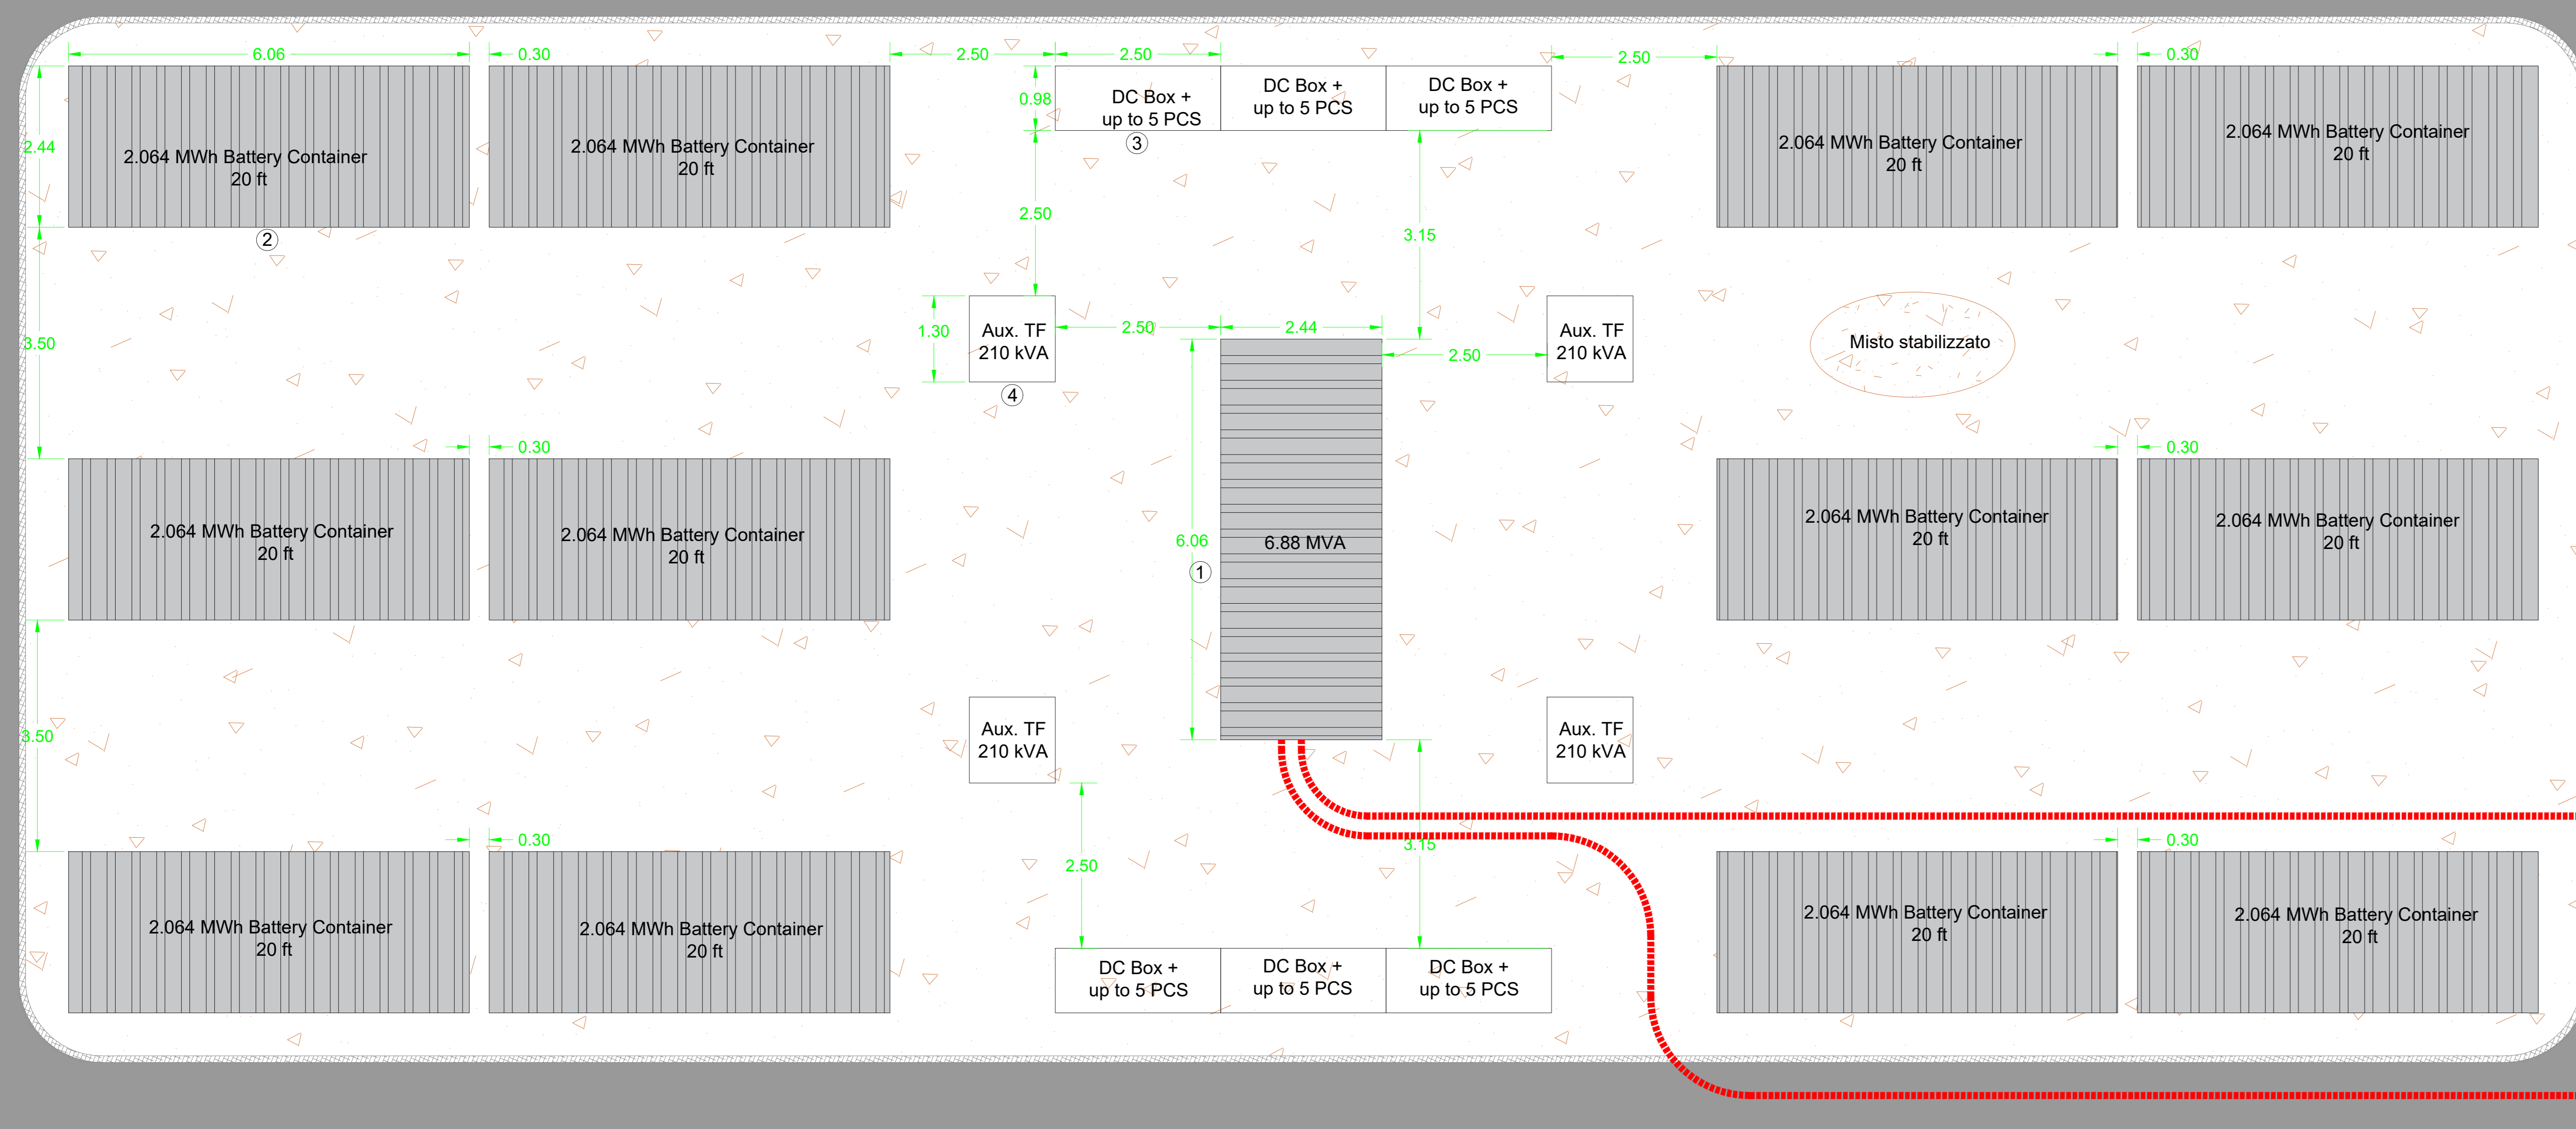 6.06
0.30
2.50
2.50
2.50
0.30
2.44
0.98
DC Box +
up to 5 PCS
DC Box +
up to 5 PCS
DC Box +
up to 5 PCS
3
2.064 MWh Battery Container
20 ft
2
2.064 MWh Battery Container
20 ft
2.064 MWh Battery Container
20 ft
2.064 MWh Battery Container
20 ft
2.50
3.15
3.50
1.30
Aux. TF
210 kVA
4
2.50
2.44
2.50
Aux. TF
210 kVA
Misto stabilizzato
0.30
0.30
2.064 MWh Battery Container
20 ft
2.064 MWh Battery Container
20 ft
6.06
1
6.88 MVA
2.064 MWh Battery Container
20 ft
2.064 MWh Battery Container
20 ft
3.50
Aux. TF
210 kVA
Aux. TF
210 kVA
0.30
2.50
3.15
0.30
2.064 MWh Battery Container
20 ft
2.064 MWh Battery Container
20 ft
DC Box +
up to 5 PCS
DC Box +
up to 5 PCS
DC Box +
up to 5 PCS
2.064 MWh Battery Container
20 ft
2.064 MWh Battery Container
20 ft